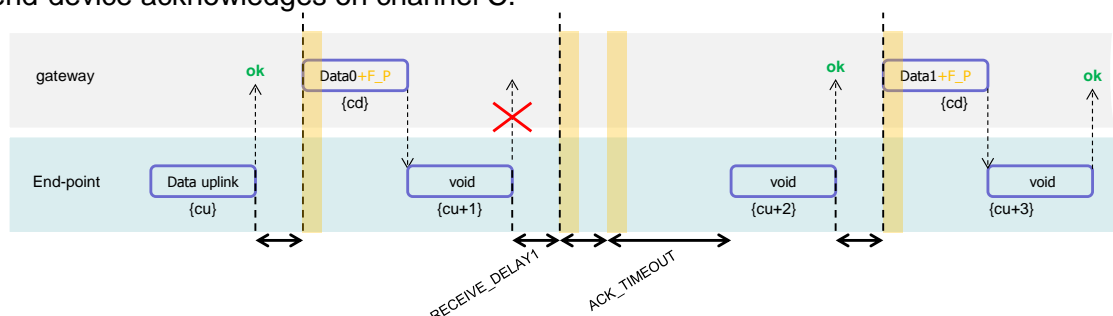 end-device acknowledges on channel C.
gateway
ok
Data0+F_P
{cd}
ok
Data1+F_P
{cd}
ok
End-point
Data uplink
{cu}
void
{cu+1}
void
{cu+2}
void
{cu+3}
RECEIVE_DELAY1
ACK_TIMEOUT